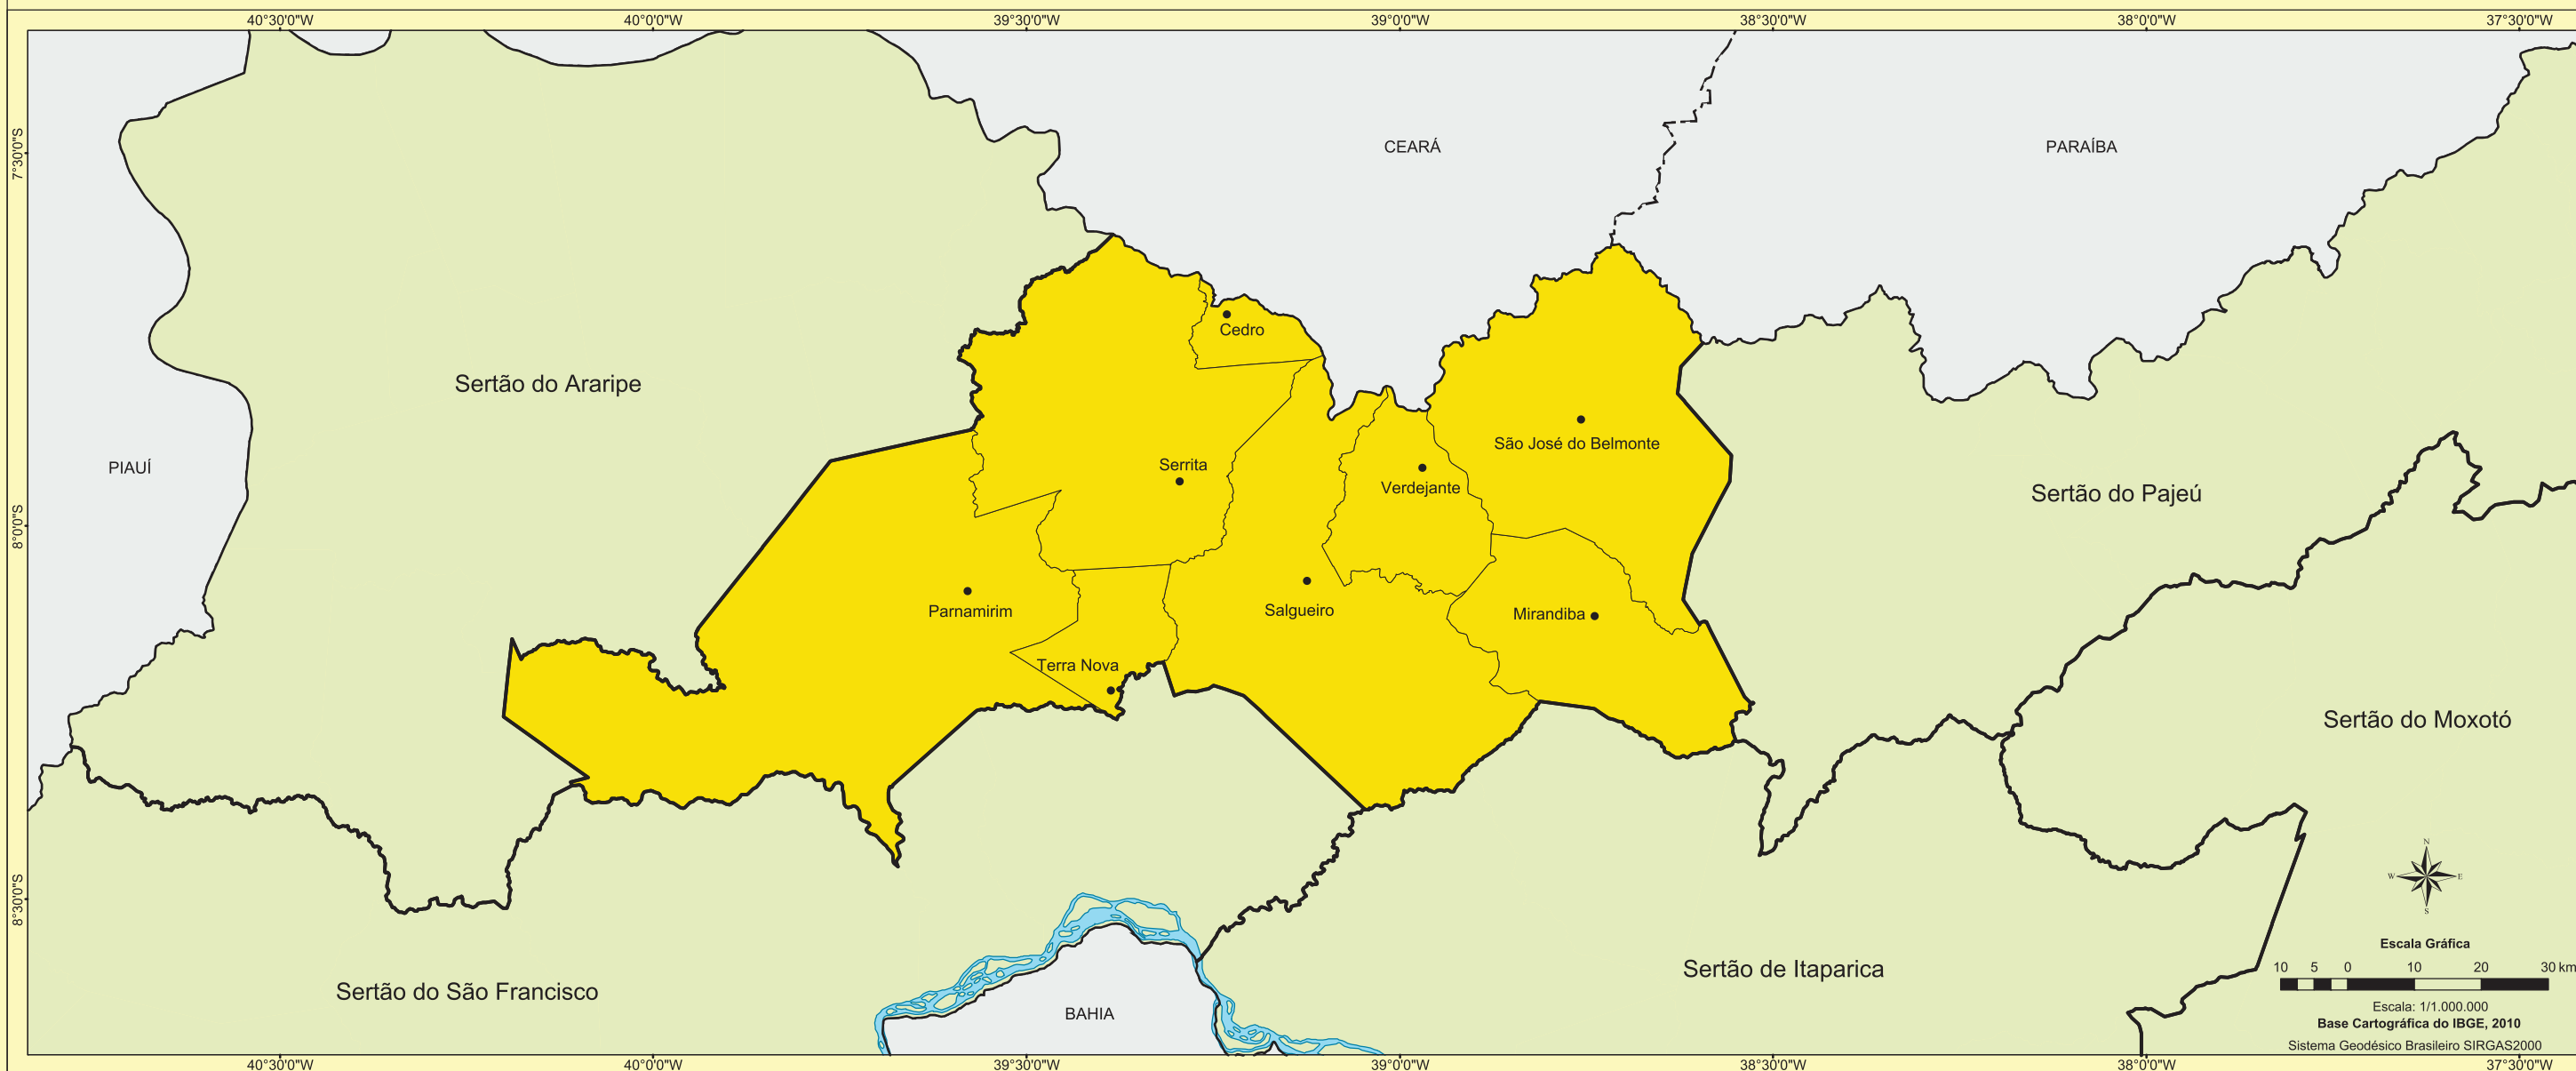 40°30'0"W 40°0'0"W 39°30'0"W 39°0'0"W 38°30'0"W 38°0'0"W 37°30'0"W
7°30'0"S
CEARÁ
PARAÍBA
Cedro
Sertão do Araripe
São José do Belmonte
PIAUÍ
Serrita
Verdejante
Sertão do Pajeú
8°0'0"S
Parnamirim
Salgueiro
Mirandiba
Terra Nova
Sertão do Moxotó
8°30'0"S
N
W E
S
Escala Gráfica
10 5 0 10 20 30 km
Sertão de Itaparica
Sertão do São Francisco
BAHIA
Escala: 1/1.000.000
Base Cartográfica do IBGE, 2010
Sistema Geodésico Brasileiro SIRGAS2000
40°30'0"W 40°0'0"W 39°30'0"W 39°0'0"W 38°30'0"W 38°0'0"W 37°30'0"W